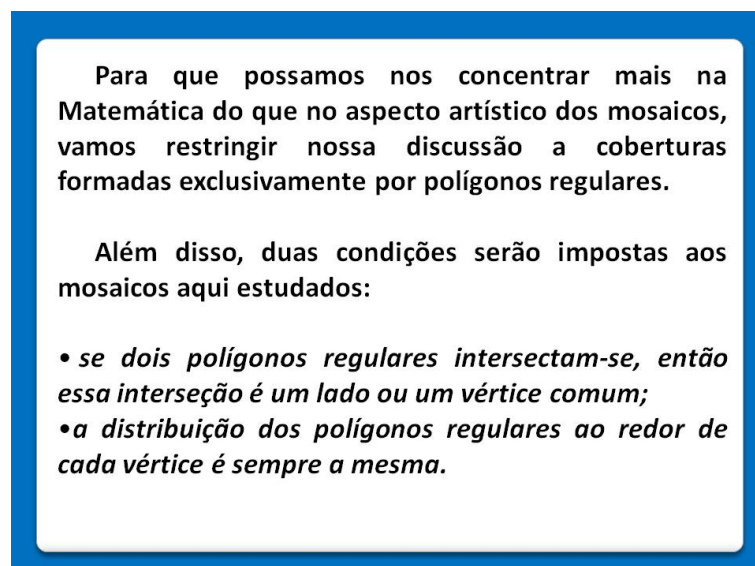 Para que possamos nos concentrar mais na
Matemática do que no aspecto artístico dos mosaicos,
vamos restringir nossa discussão a coberturas
formadas exclusivamente por polígonos regulares.
Além disso, duas condições serão impostas aos
mosaicos aqui estudados:
• se dois polígonos regulares intersectam-se, então
essa interseção é um lado ou um vértice comum;
•a distribuição dos polígonos regulares ao redor de
cada vértice é sempre a mesma.